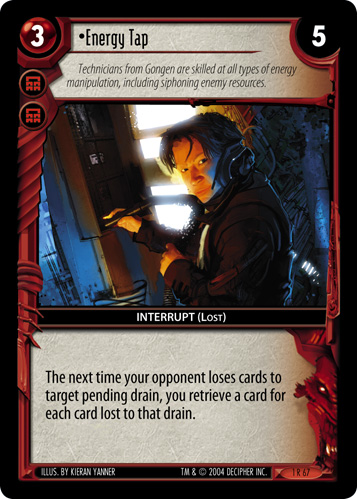 3
•Energy Tap
5
Technicians from Gongen are skilled at all types of energy
manipulation, including siphoning enemy resources.
INTERRUPT (LOST)
The next time your opponent loses cards to
target pending drain, you retrieve a card for
each card lost to that drain.
ILLUS. BY KIERAN YANNER
TM & © 2004 DECIPHER INC.
1 R 67